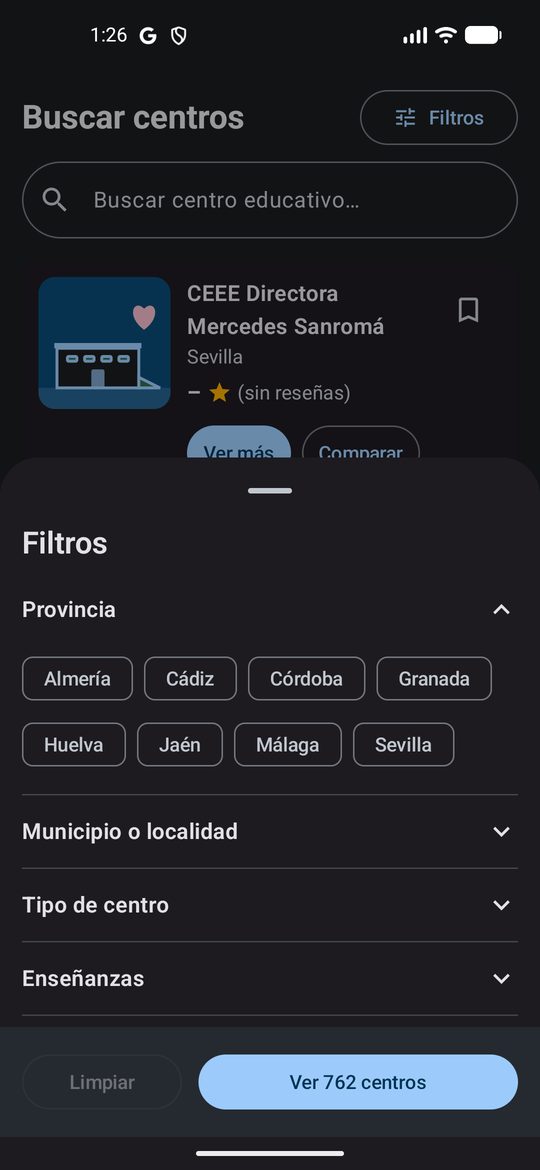 1:26
Buscar centros
Filtros
Buscar centro educativo…
CEEE Directora
Mercedes Sanromá
Sevilla
– ★ (sin reseñas)
Ver más
Comparar
Filtros
Provincia
Almería
Cádiz
Córdoba
Granada
Huelva
Jaén
Málaga
Sevilla
Municipio o localidad
Tipo de centro
Enseñanzas
Limpiar
Ver 762 centros